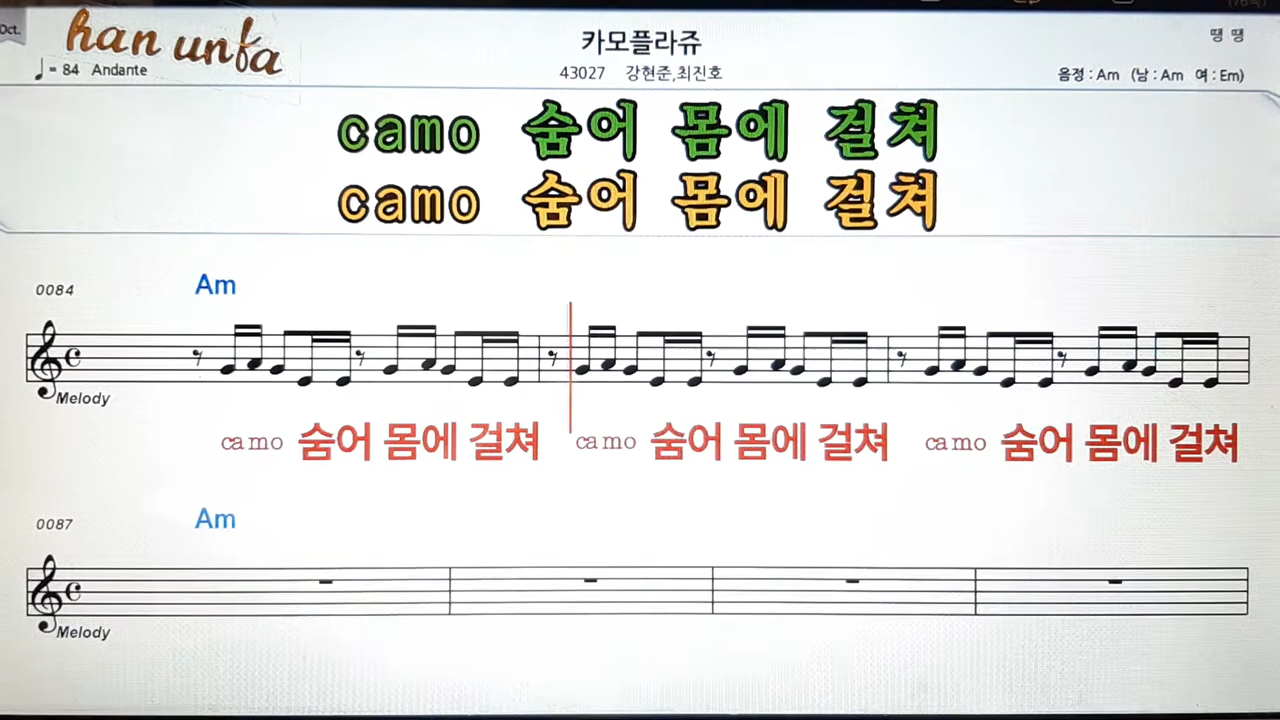 Oct.
han unfa
♩ = 84 Andante
카모플라쥬
43027 강현준,최진호
땡 땡
음정 : Am (남 : Am 여 : Em)
camo 숨어 몸에 걸쳐
camo 숨어 몸에 걸쳐
0084
Am
Melody
camo 숨어 몸에 걸쳐 camo 숨어 몸에 걸쳐 camo 숨어 몸에 걸쳐
0087
Am
Melody